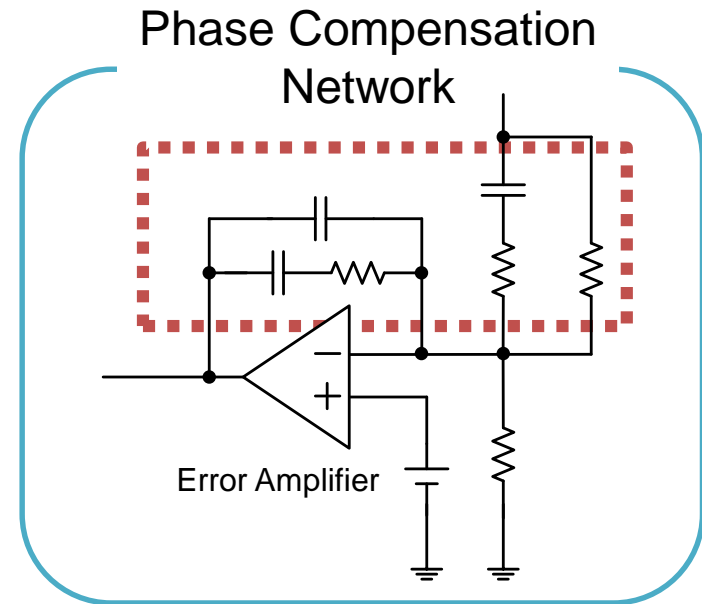 Phase Compensation
Network
−
+
Error Amplifier